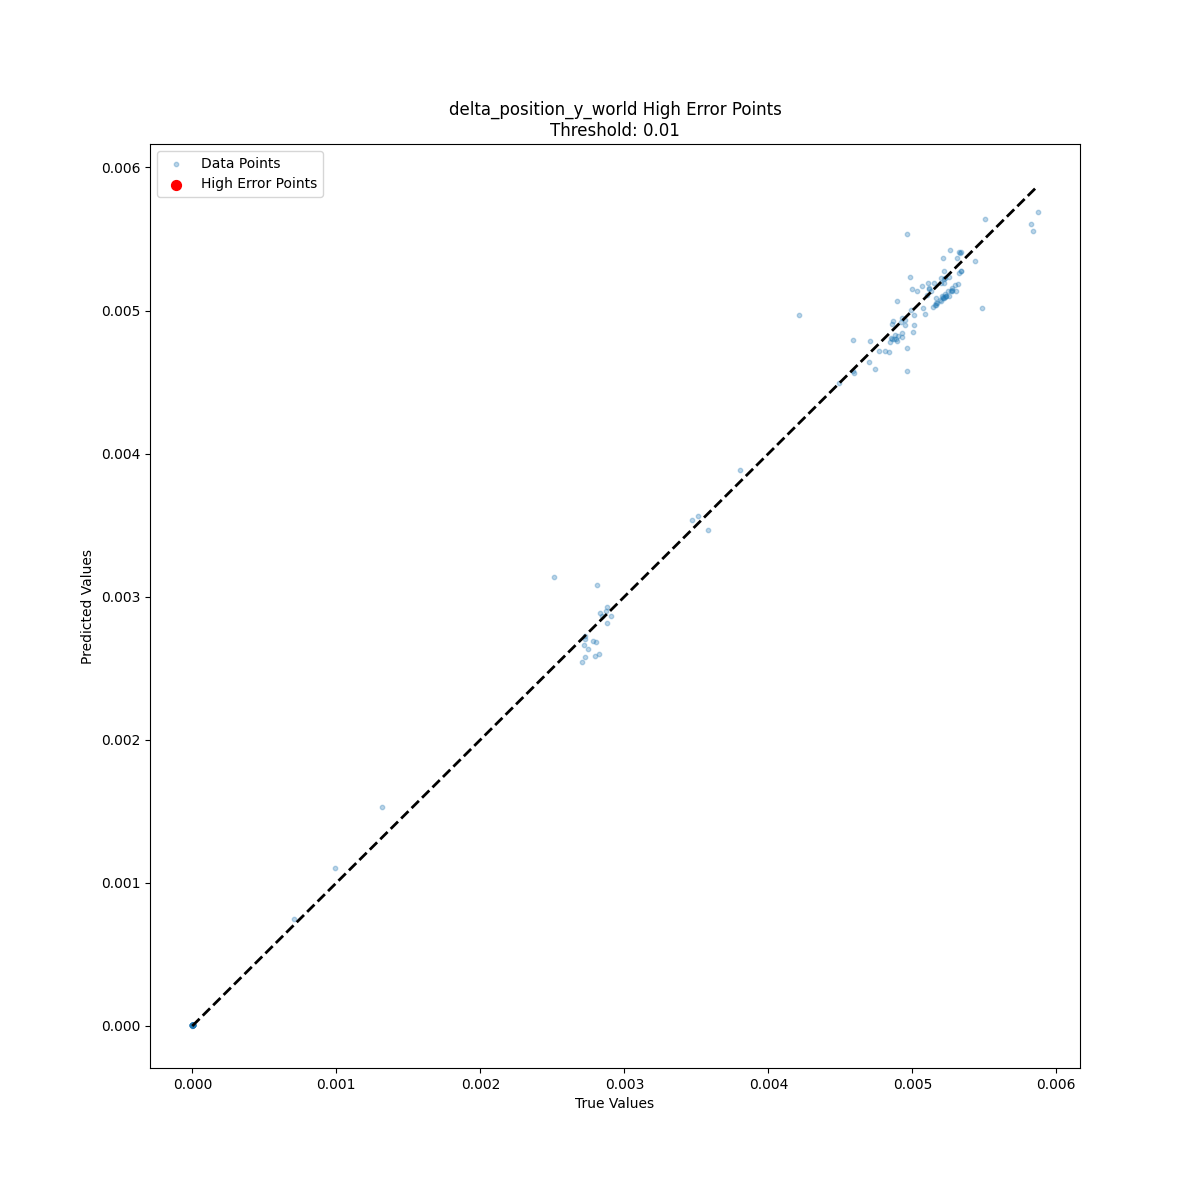 delta_position_y_world High Error Points
Threshold: 0.01
Data Points
High Error Points
0.006
0.005
0.004
0.003
0.002
0.001
0.000
Predicted Values
0.000 0.001 0.002 0.003 0.004 0.005 0.006
True Values